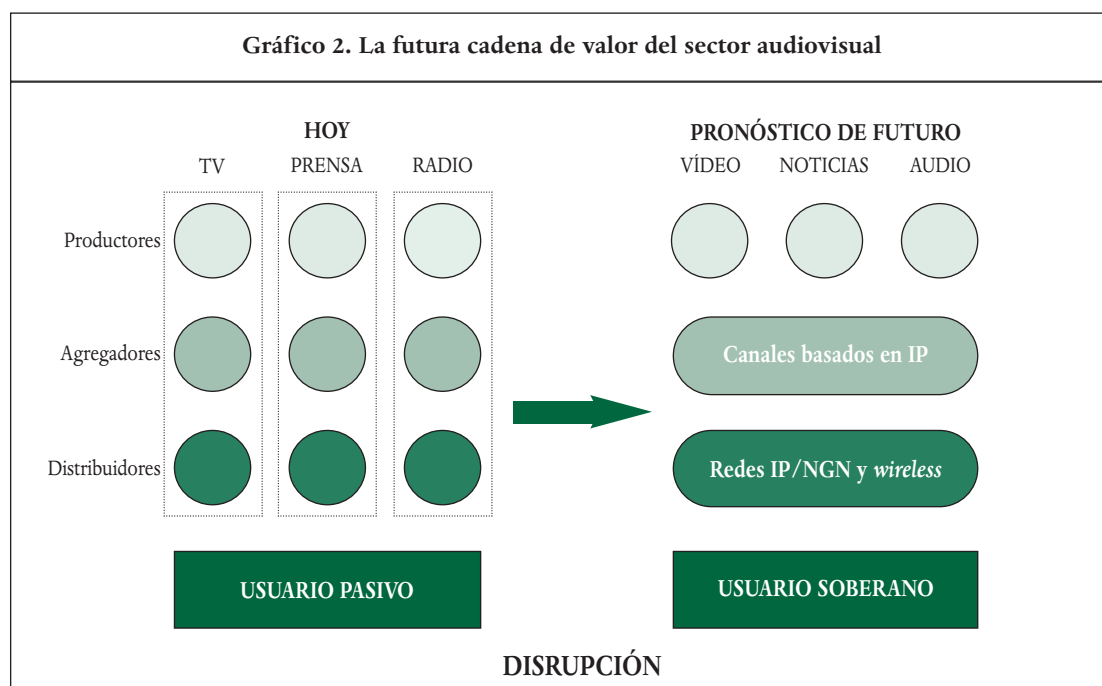 Gráfico 2. La futura cadena de valor del sector audiovisual
HOY
TV PRENSA RADIO
Productores
Agregadores
Distribuidores
USUARIO PASIVO
PRONÓSTICO DE FUTURO
VÍDEO NOTICIAS AUDIO
Canales basados en IP
Redes IP/NGN y wireless
USUARIO SOBERANO
DISRUPCIÓN